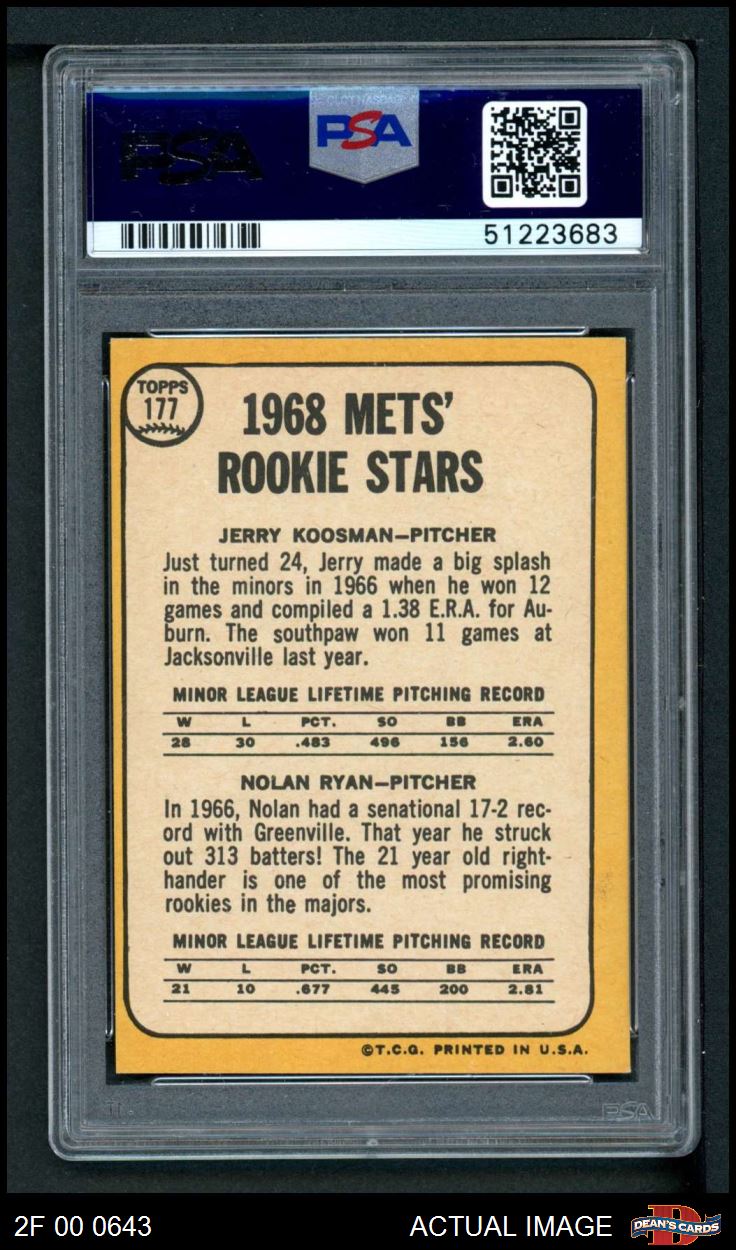 PSA
PSA
51223683
TOPPS
177
1968 METS'
ROOKIE STARS
JERRY KOOSMAN—PITCHER
Just turned 24, Jerry made a big splash
in the minors in 1966 when he won 12
games and compiled a 1.38 E.R.A. for Au-
burn. The southpaw won 11 games at
Jacksonville last year.
MINOR LEAGUE LIFETIME PITCHING RECORD
W L PCT. SO BB ERA
28 30 .483 496 156 2.60
NOLAN RYAN—PITCHER
In 1966, Nolan had a senational 17-2 rec-
ord with Greenville. That year he struck
out 313 batters! The 21 year old right-
hander is one of the most promising
rookies in the majors.
MINOR LEAGUE LIFETIME PITCHING RECORD
W L PCT. SO BB ERA
21 10 .677 445 200 2.81
©T.C.G. PRINTED IN U.S.A.
PSA
2F 00 0643 ACTUAL IMAGE DEAN'S CARDS